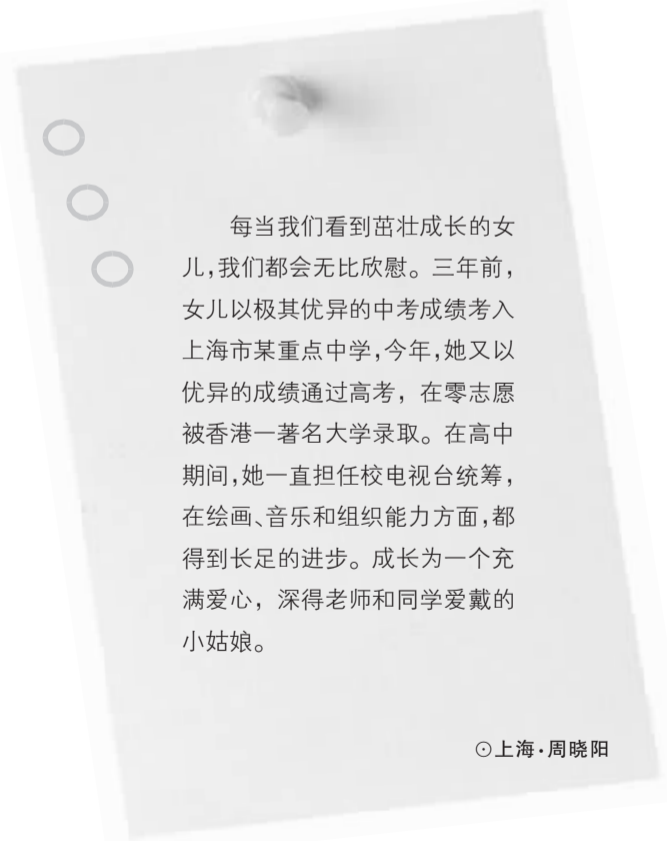 每当我们看到茁壮成长的女
儿,我们都会无比欣慰。三年前,
女儿以极其优异的中考成绩考入
上海市某重点中学,今年,她又以
优异的成绩通过高考，在零志愿
被香港一著名大学录取。在高中
期间,她一直担任校电视台统筹,
在绘画、音乐和组织能力方面,都
得到长足的进步。成长为一个充
满爱心，深得老师和同学爱戴的
小姑娘。
⊙上海·周晓阳